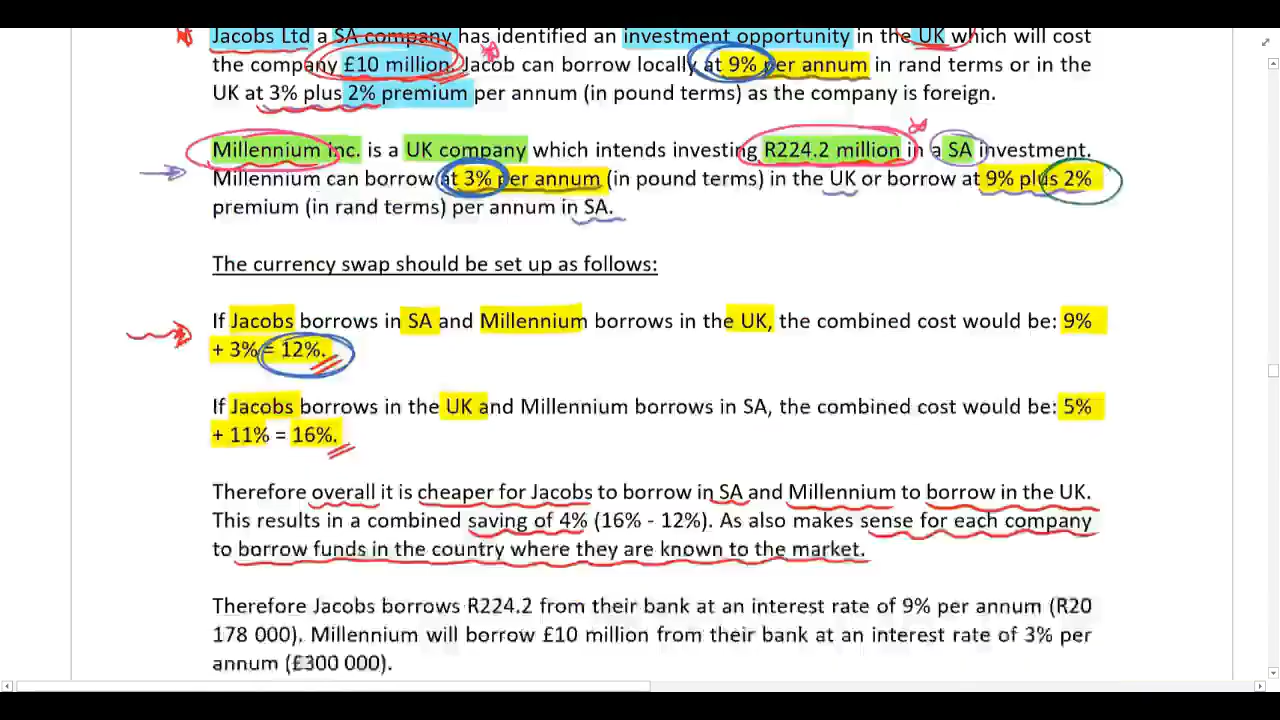 Jacobs Ltd a SA company has identified an investment opportunity in the UK which will cost
the company £10 million. Jacob can borrow locally at 9% per annum in rand terms or in the
UK at 3% plus 2% premium per annum (in pound terms) as the company is foreign.
Millennium inc. is a UK company which intends investing R224.2 million in a SA investment.
Millennium can borrow at 3% per annum (in pound terms) in the UK or borrow at 9% plus 2%
premium (in rand terms) per annum in SA.
The currency swap should be set up as follows:
If Jacobs borrows in SA and Millennium borrows in the UK, the combined cost would be: 9%
+ 3% = 12%.
If Jacobs borrows in the UK and Millennium borrows in SA, the combined cost would be: 5%
+ 11% = 16%.
Therefore overall it is cheaper for Jacobs to borrow in SA and Millennium to borrow in the UK.
This results in a combined saving of 4% (16% - 12%). As also makes sense for each company
to borrow funds in the country where they are known to the market.
Therefore Jacobs borrows R224.2 from their bank at an interest rate of 9% per annum (R20
178 000). Millennium will borrow £10 million from their bank at an interest rate of 3% per
annum (£300 000).